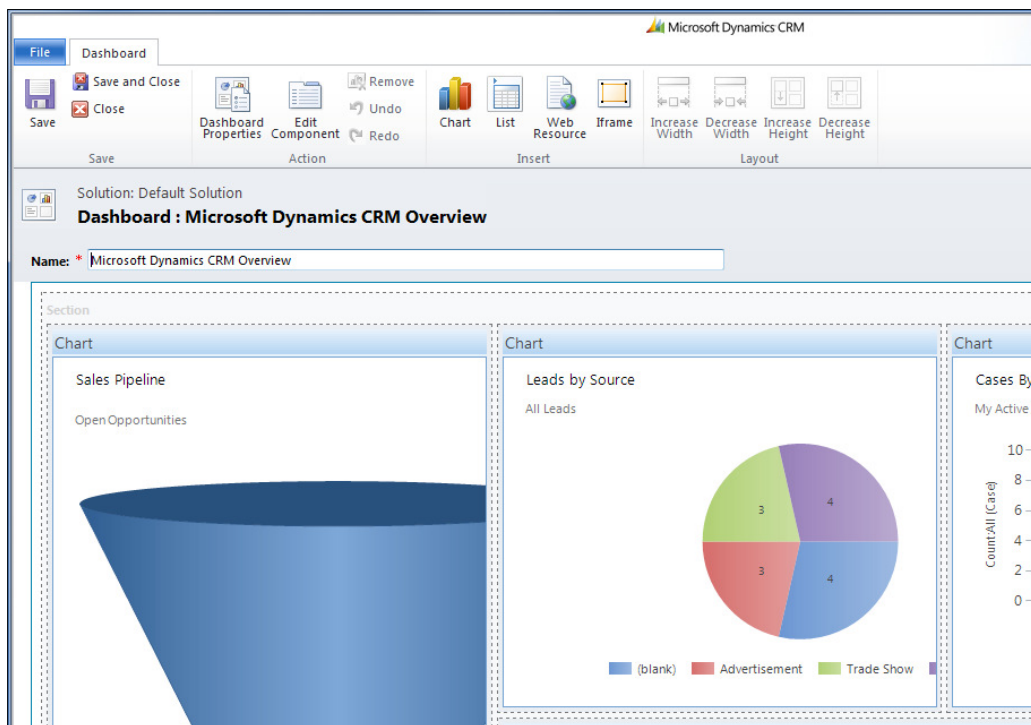 Microsoft Dynamics CRM
File
Dashboard
Save
Save and Close
Close
Save
Dashboard
Properties
Edit
Component
Remove
Undo
Redo
Action
Chart
List
Web
Resource
Iframe
Insert
Increase
Width
Decrease
Width
Increase
Height
Decrease
Height
Layout
Solution: Default Solution
Dashboard : Microsoft Dynamics CRM Overview
Name: * Microsoft Dynamics CRM Overview
Section
Chart
Sales Pipeline
Open Opportunities
Chart
Leads by Source
All Leads
3
4
3
4
(blank)
Advertisement
Trade Show
Chart
Cases By
My Active
Count:All (Case)
10
8
6
4
2
0